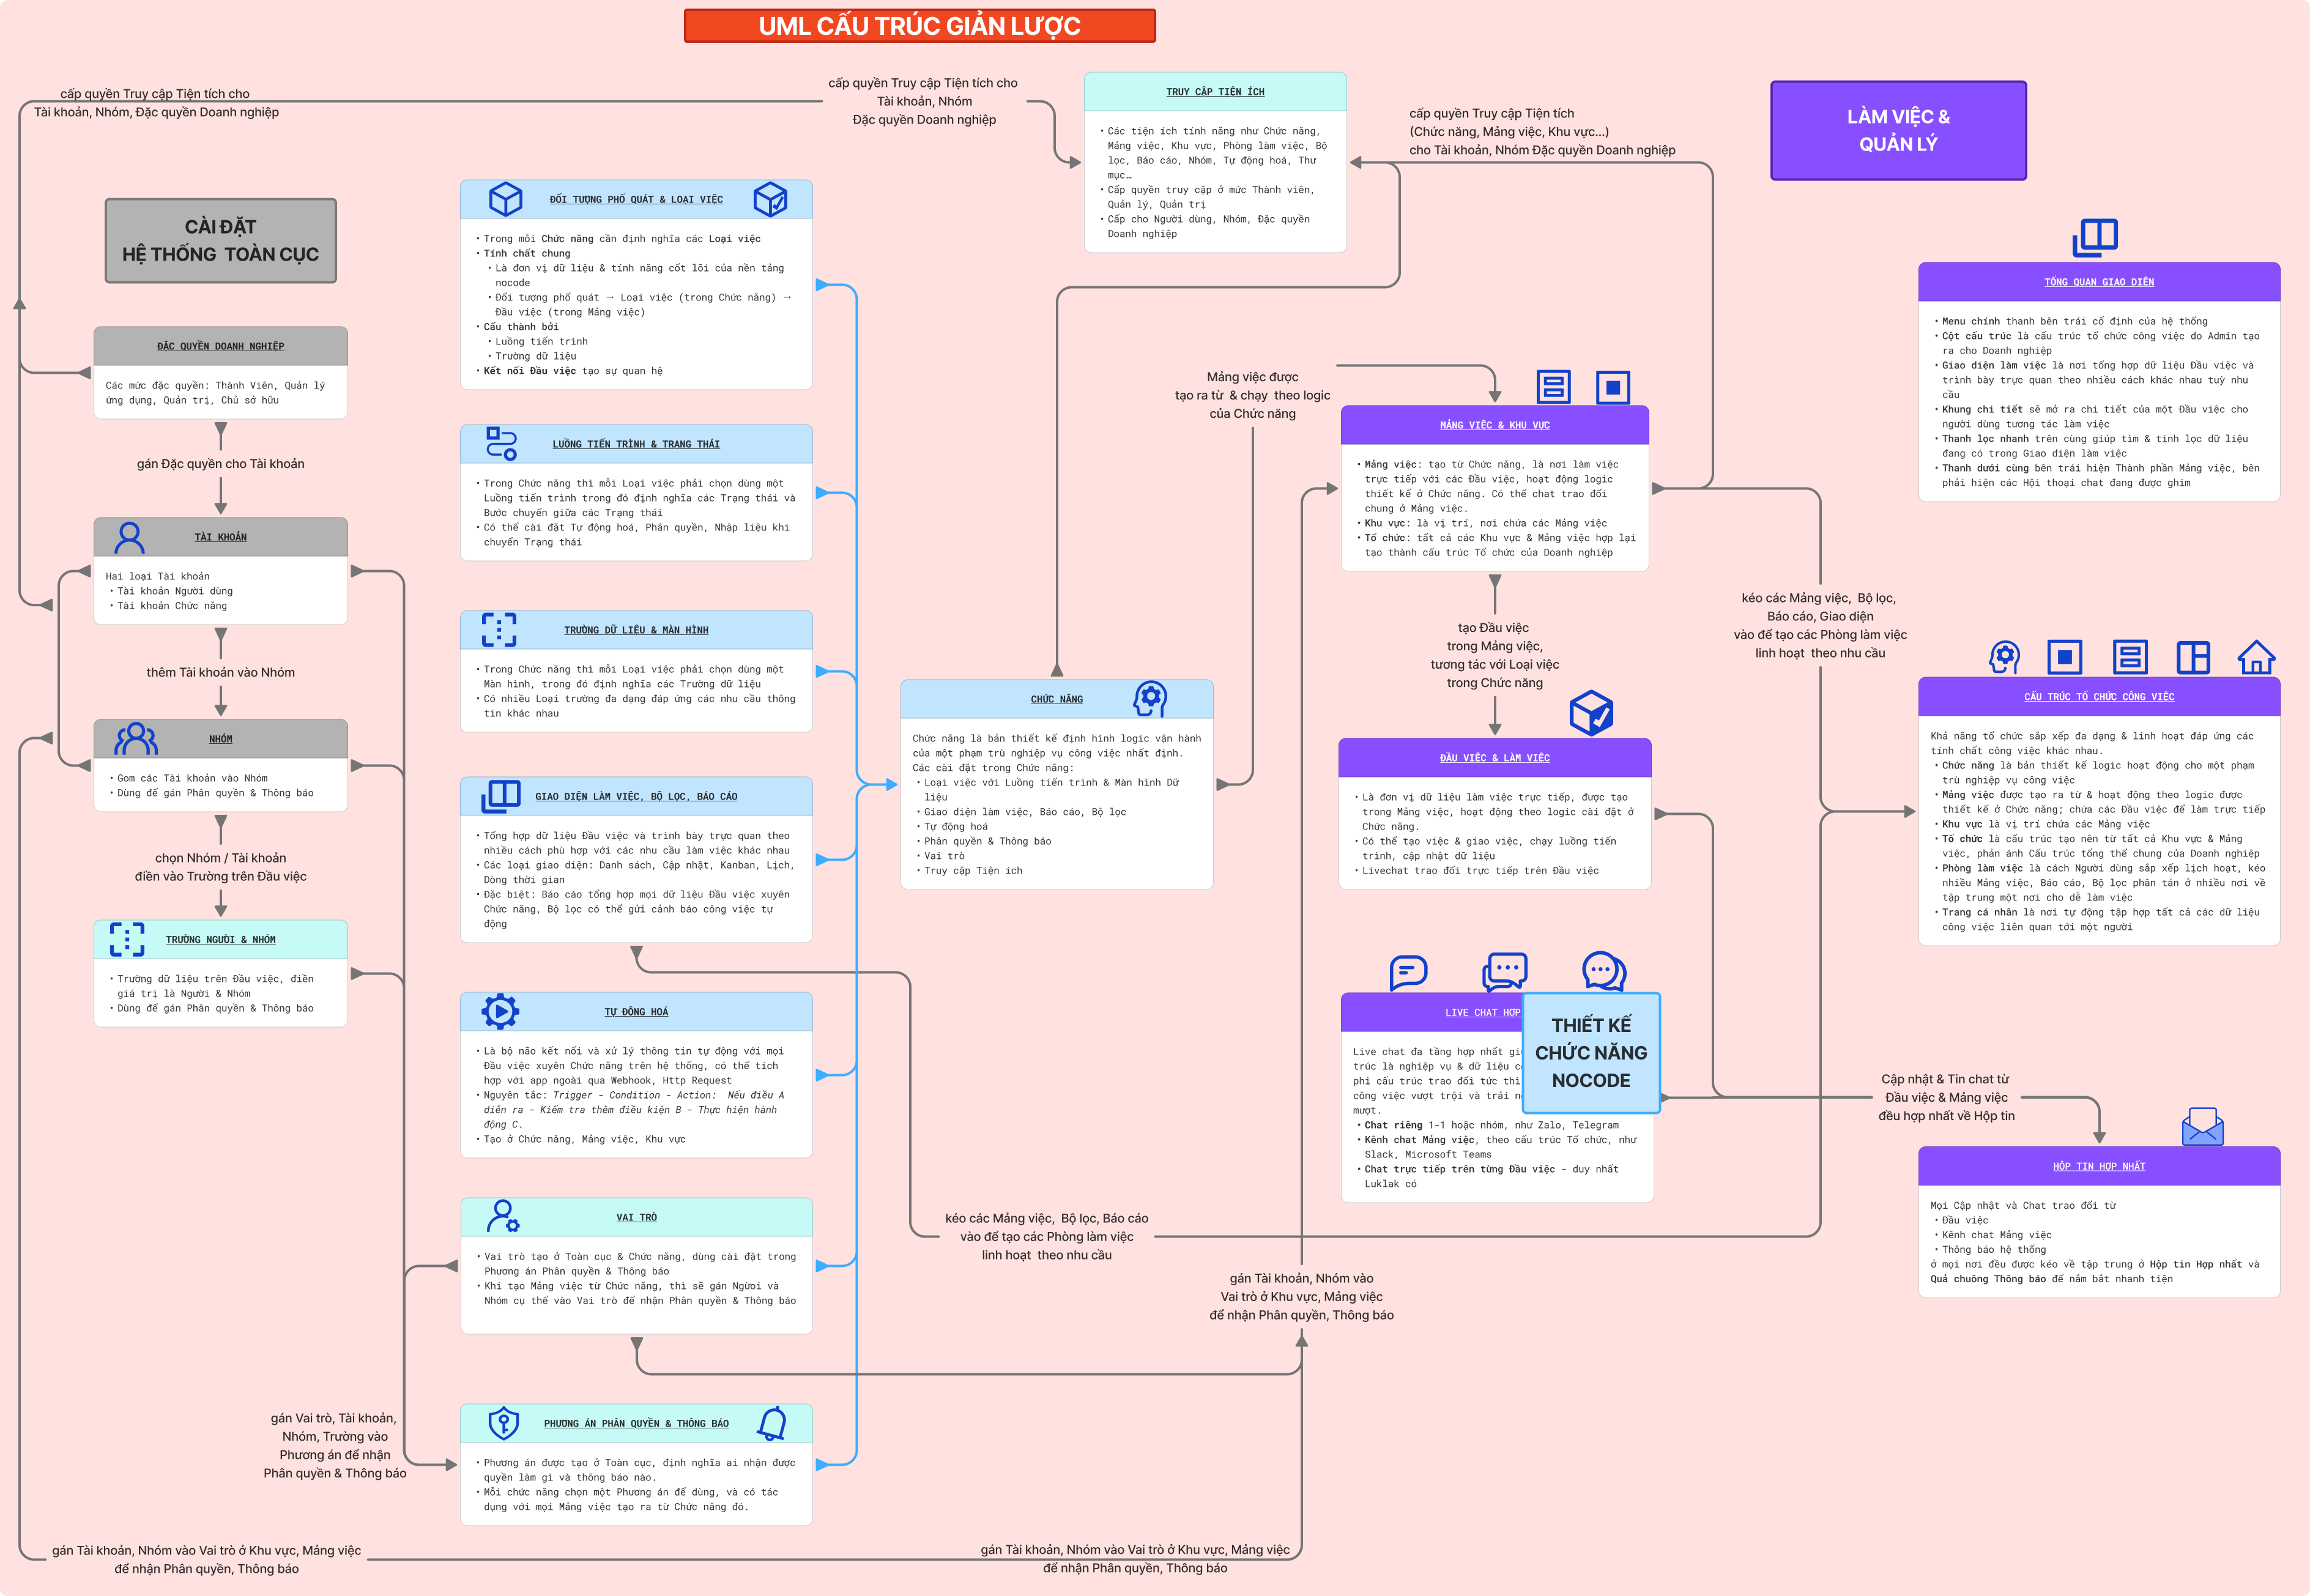 UML CẤU TRÚC GIẢN LƯỢC
cấp quyền Truy cập Tiện tích cho
Tài khoản, Nhóm, Đặc quyền Doanh nghiệp
cấp quyền Truy cập Tiện tích cho
Tài khoản, Nhóm
Đặc quyền Doanh nghiệp
TRUY CẬP TIỆN ÍCH
• Các tiện ích tính năng như Chức năng,
Mảng việc, Khu vực, Phòng làm việc, Bộ
lọc, Báo cáo, Nhóm, Tự động hoá, Thư
mục…
• Cấp quyền truy cập ở mức Thành viên,
Quản lý, Quản trị
• Cấp cho Người dùng, Nhóm, Đặc quyền
Doanh nghiệp
cấp quyền Truy cập Tiện tích
(Chức năng, Mảng việc, Khu vực...)
cho Tài khoản, Nhóm Đặc quyền Doanh nghiệp
LÀM VIỆC &
QUẢN LÝ
CÀI ĐẶT
HỆ THỐNG TOÀN CỤC
ĐẶC QUYỀN DOANH NGHIỆP
Các mức đặc quyền: Thành Viên, Quản lý
ứng dụng, Quản trị, Chủ sở hữu
gán Đặc quyền cho Tài khoản
TÀI KHOẢN
Hai loại Tài khoản
• Tài khoản Người dùng
• Tài khoản Chức năng
thêm Tài khoản vào Nhóm
NHÓM
• Gom các Tài khoản vào Nhóm
• Dùng để gán Phân quyền & Thông báo
chọn Nhóm / Tài khoản
điền vào Trường trên Đầu việc
TRƯỜNG NGƯỜI & NHÓM
• Trường dữ liệu trên Đầu việc, điền
giá trị là Người & Nhóm
• Dùng để gán Phân quyền & Thông báo
ĐỐI TƯỢNG PHỔ QUÁT & LOẠI VIỆC
• Trong mỗi Chức năng cần định nghĩa các Loại việc
• Tính chất chung
• Là đơn vị dữ liệu & tính năng cốt lõi của nền tảng
nocode
• Đối tượng phổ quát → Loại việc (trong Chức năng) →
Đầu việc (trong Mảng việc)
• Cấu thành bởi
• Luồng tiến trình
• Trường dữ liệu
• Kết nối Đầu việc tạo sự quan hệ
LUỒNG TIẾN TRÌNH & TRẠNG THÁI
• Trong Chức năng thì mỗi Loại việc phải chọn dùng một
Luồng tiến trình trong đó định nghĩa các Trạng thái và
Bước chuyển giữa các Trạng thái
• Có thể cài đặt Tự động hoá, Phân quyền, Nhập liệu khi
chuyển Trạng thái
TRƯỜNG DỮ LIỆU & MÀN HÌNH
• Trong Chức năng thì mỗi Loại việc phải chọn dùng một
Màn hình, trong đó định nghĩa các Trường dữ liệu
• Có nhiều Loại trường đa dạng đáp ứng các nhu cầu thông
tin khác nhau
GIAO DIỆN LÀM VIỆC, BỘ LỌC, BÁO CÁO
• Tổng hợp dữ liệu Đầu việc và trình bày trực quan theo
nhiều cách phù hợp với các nhu cầu làm việc khác nhau
• Các loại giao diện: Danh sách, Cập nhật, Kanban, Lịch,
Dòng thời gian
• Đặc biệt: Báo cáo tổng hợp mọi dữ liệu Đầu việc xuyên
Chức năng, Bộ lọc có thể gửi cảnh báo công việc tự
động
TỰ ĐỘNG HOÁ
• Là bộ não kết nối và xử lý thông tin tự động với mọi
Đầu việc xuyên Chức năng trên hệ thống, có thể tích
hợp với app ngoài qua Webhook, Http Request
• Nguyên tắc: Trigger - Condition - Action: Nếu điều A
diễn ra - Kiểm tra thêm điều kiện B - Thực hiện hành
động C.
• Tạo ở Chức năng, Mảng việc, Khu vực
VAI TRÒ
• Vai trò tạo ở Toàn cục & Chức năng, dùng cài đặt trong
Phương án Phân quyền & Thông báo
• Khi tạo Mảng việc từ Chức năng, thì sẽ gán Người và
Nhóm cụ thể vào Vai trò để nhận Phân quyền & Thông báo
PHƯƠNG ÁN PHÂN QUYỀN & THÔNG BÁO
• Phương án được tạo ở Toàn cục, định nghĩa ai nhận được
quyền làm gì và thông báo nào.
• Mỗi chức năng chọn một Phương án để dùng, và có tác
dụng với mọi Mảng việc tạo ra từ Chức năng đó.
gán Vai trò, Tài khoản,
Nhóm, Trường vào
Phương án để nhận
Phân quyền & Thông báo
gán Tài khoản, Nhóm vào Vai trò ở Khu vực, Mảng việc
để nhận Phân quyền, Thông báo
gán Tài khoản, Nhóm vào Vai trò ở Khu vực, Mảng việc
để nhận Phân quyền, Thông báo
CHỨC NĂNG
Chức năng là bản thiết kế định hình logic vận hành
của một phạm trù nghiệp vụ công việc nhất định.
Các cài đặt trong Chức năng:
• Loại việc với Luồng tiến trình & Màn hình Dữ
liệu
• Giao diện làm việc, Báo cáo, Bộ lọc
• Tự động hoá
• Phân quyền & Thông báo
• Vai trò
• Truy cập Tiện ích
Mảng việc được
tạo ra từ & chạy theo logic
của Chức năng
MẢNG VIỆC & KHU VỰC
• Mảng việc: tạo từ Chức năng, là nơi làm việc
trực tiếp với các Đầu việc, hoạt động logic
thiết kế ở Chức năng. Có thể chat trao đổi
chung ở Mảng việc.
• Khu vực: là vị trí, nơi chứa các Mảng việc
• Tổ chức: tất cả các Khu vực & Mảng việc hợp lại
tạo thành cấu trúc Tổ chức của Doanh nghiệp
tạo Đầu việc
trong Mảng việc,
tương tác với Loại việc
trong Chức năng
ĐẦU VIỆC & LÀM VIỆC
• Là đơn vị dữ liệu làm việc trực tiếp, được tạo
trong Mảng việc, hoạt động theo logic cài đặt ở
Chức năng.
• Có thể tạo việc & giao việc, chạy luồng tiến
trình, cập nhật dữ liệu
• Livechat trao đổi trực tiếp trên Đầu việc
LIVE CHAT HỢP
Live chat đa tầng hợp nhất
trúc là nghiệp vụ & dữ liệu
phi cấu trúc trao đổi tức
công việc vượt trội và trải
mượt.
• Chat riêng 1-1 hoặc nhóm, như Zalo, Telegram
• Kênh chat Mảng việc, theo cấu trúc Tổ chức, như
Slack, Microsoft Teams
• Chat trực tiếp trên từng Đầu việc - duy nhất
Luklak có
THIẾT KẾ
CHỨC NĂNG
NOCODE
kéo các Mảng việc, Bộ lọc, Báo cáo
vào để tạo các Phòng làm việc
linh hoạt theo nhu cầu
gán Tài khoản, Nhóm vào
Vai trò ở Khu vực, Mảng việc
để nhận Phân quyền, Thông báo
TỔNG QUAN GIAO DIỆN
• Menu chính thanh bên trái cố định của hệ thống
• Cột cấu trúc là cấu trúc tổ chức công việc do Admin tạo
ra cho Doanh nghiệp
• Giao diện làm việc là nơi tổng hợp dữ liệu Đầu việc và
trình bày trực quan theo nhiều cách khác nhau tuỳ nhu
cầu
• Khung chi tiết sẽ mở ra chi tiết của một Đầu việc cho
người dùng tương tác làm việc
• Thanh lọc nhanh trên cùng giúp tìm & tinh lọc dữ liệu
đang có trong Giao diện làm việc
• Thanh dưới cùng bên trái hiện Thành phần Mảng việc, bên
phải hiện các Hội thoại chat đang được ghim
kéo các Mảng việc, Bộ lọc,
Báo cáo, Giao diện
vào để tạo các Phòng làm việc
linh hoạt theo nhu cầu
CẤU TRÚC TỔ CHỨC CÔNG VIỆC
Khả năng tổ chức sắp xếp đa dạng & linh hoạt đáp ứng các
tính chất công việc khác nhau.
• Chức năng là bản thiết kế logic hoạt động cho một phạm
trù nghiệp vụ công việc
• Mảng việc được tạo ra từ & hoạt động theo logic được
thiết kế ở Chức năng; chứa các Đầu việc để làm trực tiếp
• Khu vực là vị trí chứa các Mảng việc
• Tổ chức là cấu trúc tạo nên từ tất cả Khu vực & Mảng
việc, phản ánh Cấu trúc tổng thể chung của Doanh nghiệp
• Phòng làm việc là cách Người dùng sắp xếp lịch hoạt, kéo
nhiều Mảng việc, Báo cáo, Bộ lọc phân tán ở nhiều nơi về
tập trung một nơi cho dễ làm việc
• Trang cá nhân là nơi tự động tập hợp tất cả các dữ liệu
công việc liên quan tới một người
Cập nhật & Tin chat từ
Đầu việc & Mảng việc
đều hợp nhất về Hộp tin
HỘP TIN HỢP NHẤT
Mọi Cập nhật và Chat trao đổi từ
• Đầu việc
• Kênh chat Mảng việc
• Thông báo hệ thống
ở mọi nơi đều được kéo về tập trung ở Hộp tin Hợp nhất và
Quả chuông Thông báo để nắm bắt nhanh tiện